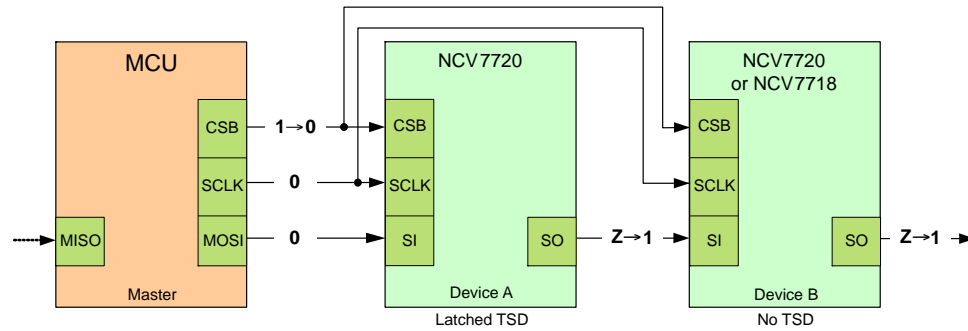 MCU
CSB
SCLK
MISO
MOSI
Master
1→0
0
0
NCV7720
CSB
SCLK
SI
SO
Device A
Latched TSD
Z→1
NCV7720
or NCV7718
CSB
SCLK
SI
SO
Device B
No TSD
Z→1